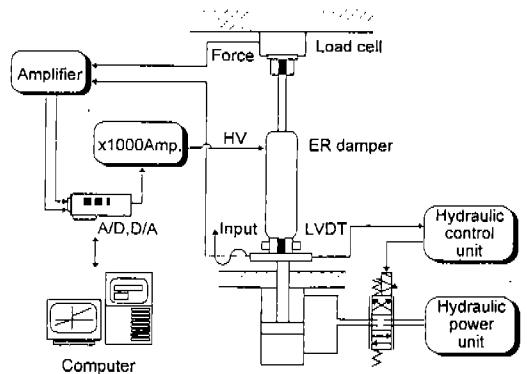 Force
Load cell
Amplifier
x1000Amp.
HV
ER damper
A/D,D/A
Input
LVDT
Hydraulic
control
unit
Hydraulic
power
unit
Computer